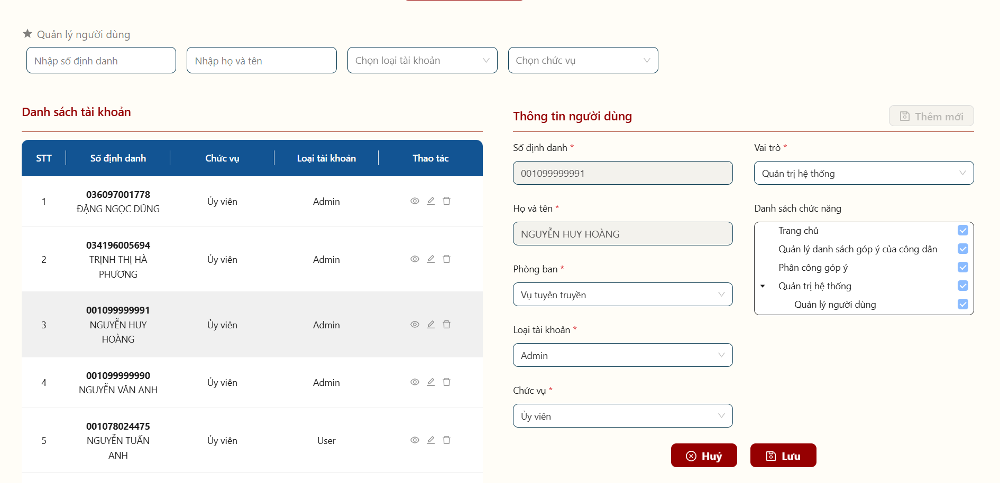 Quản lý người dùng
Nhập số định danh
Nhập họ và tên
Chọn loại tài khoản
Chọn chức vụ
Danh sách tài khoản
STT Số định danh Chức vụ Loại tài khoản Thao tác
1 036097001778 Ủy viên Admin
ĐẶNG NGỌC DŨNG
2 034196005694 Ủy viên Admin
TRỊNH THỊ HÀ
PHƯƠNG
3 001099999991 Ủy viên Admin
NGUYỄN HUY
HOÀNG
4 001099999990 Ủy viên Admin
NGUYỄN VĂN ANH
5 001078024475 Ủy viên User
NGUYỄN TUẤN
ANH
Thông tin người dùng
Thêm mới
Số định danh *
001099999991
Họ và tên *
NGUYỄN HUY HOÀNG
Phòng ban *
Vụ tuyên truyền
Loại tài khoản *
Admin
Chức vụ *
Ủy viên
Vai trò *
Quản trị hệ thống
Danh sách chức năng
Trang chủ
Quản lý danh sách góp ý của công dân
Phân công góp ý
Quản trị hệ thống
Quản lý người dùng
Huỷ
Lưu